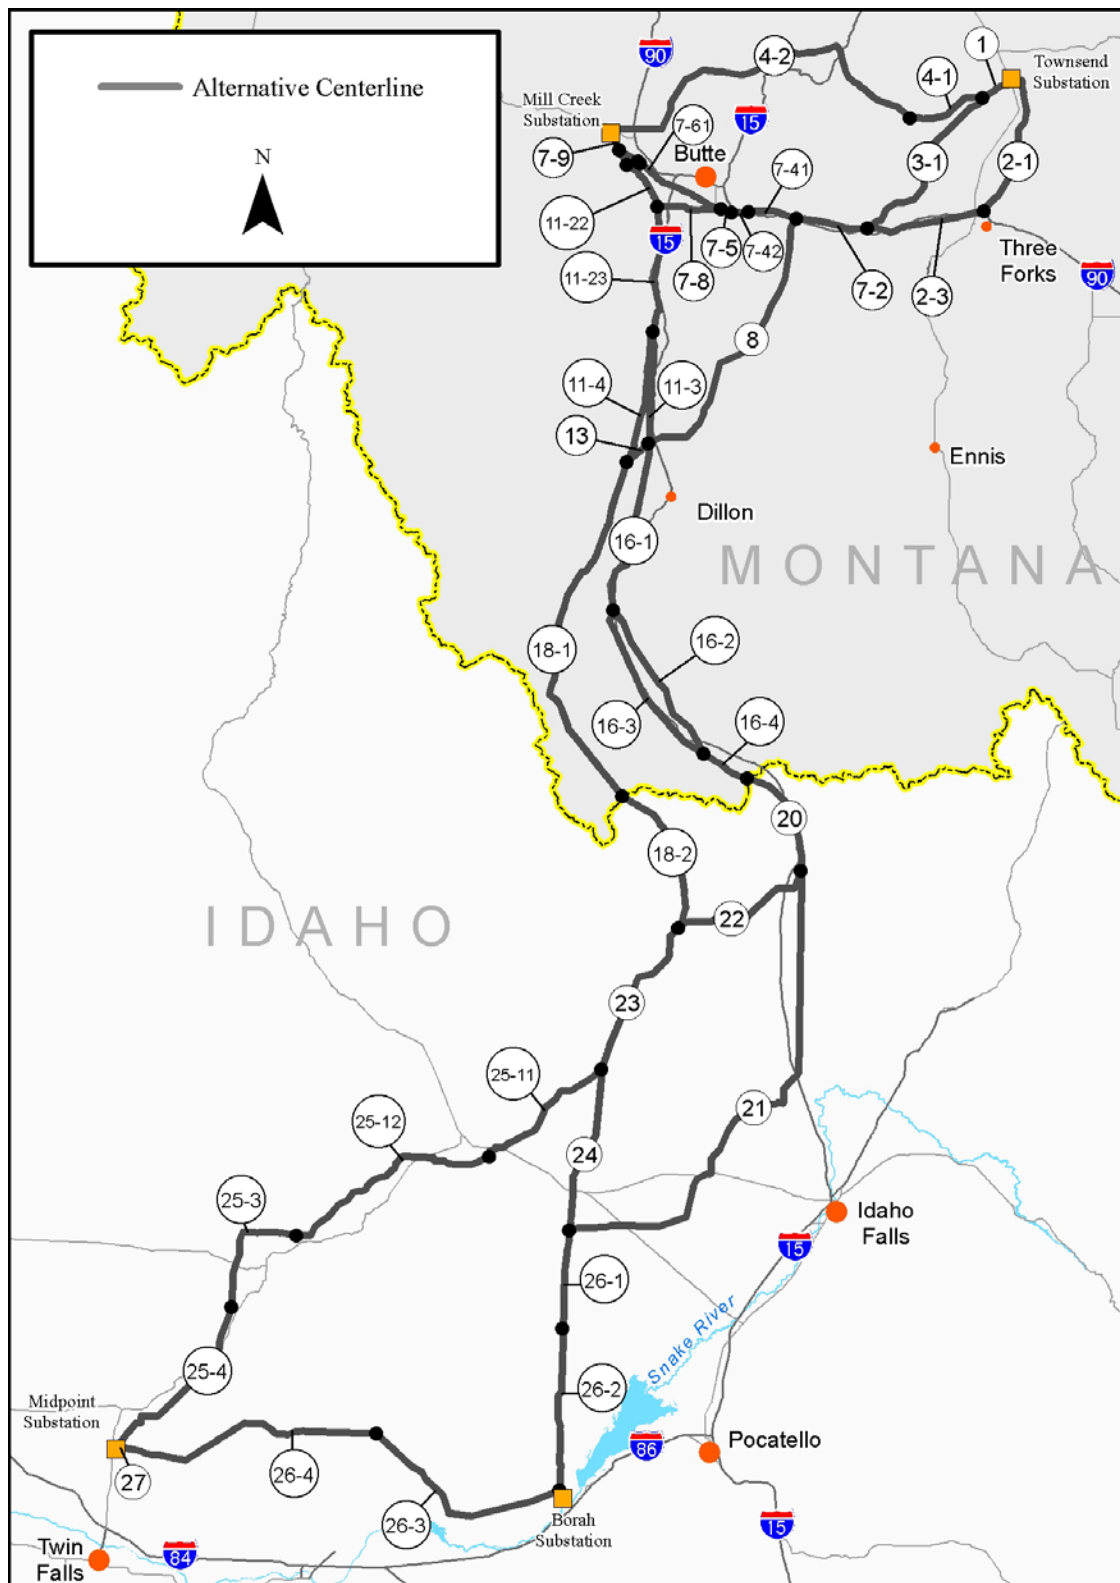 Alternative Centerline
N
90
4-2
1
Townsend
Substation
4-1
Mill Creek
Substation
15
7-61
Butte
7-9
3-1
2-1
7-41
11-22
15
7-5
7-42
7-8
Three
Forks
7-2
2-3
90
11-23
8
11-4
11-3
13
Ennis
Dillon
16-1
MONTANA
18-1
16-2
16-3
16-4
20
18-2
IDAHO
22
23
25-11
21
25-12
24
25-3
Idaho
Falls
15
26-1
Snake River
25-4
26-2
Midpoint
Substation
86
Pocatello
27
26-4
26-3
Borah
Substation
15
Twin
Falls
84